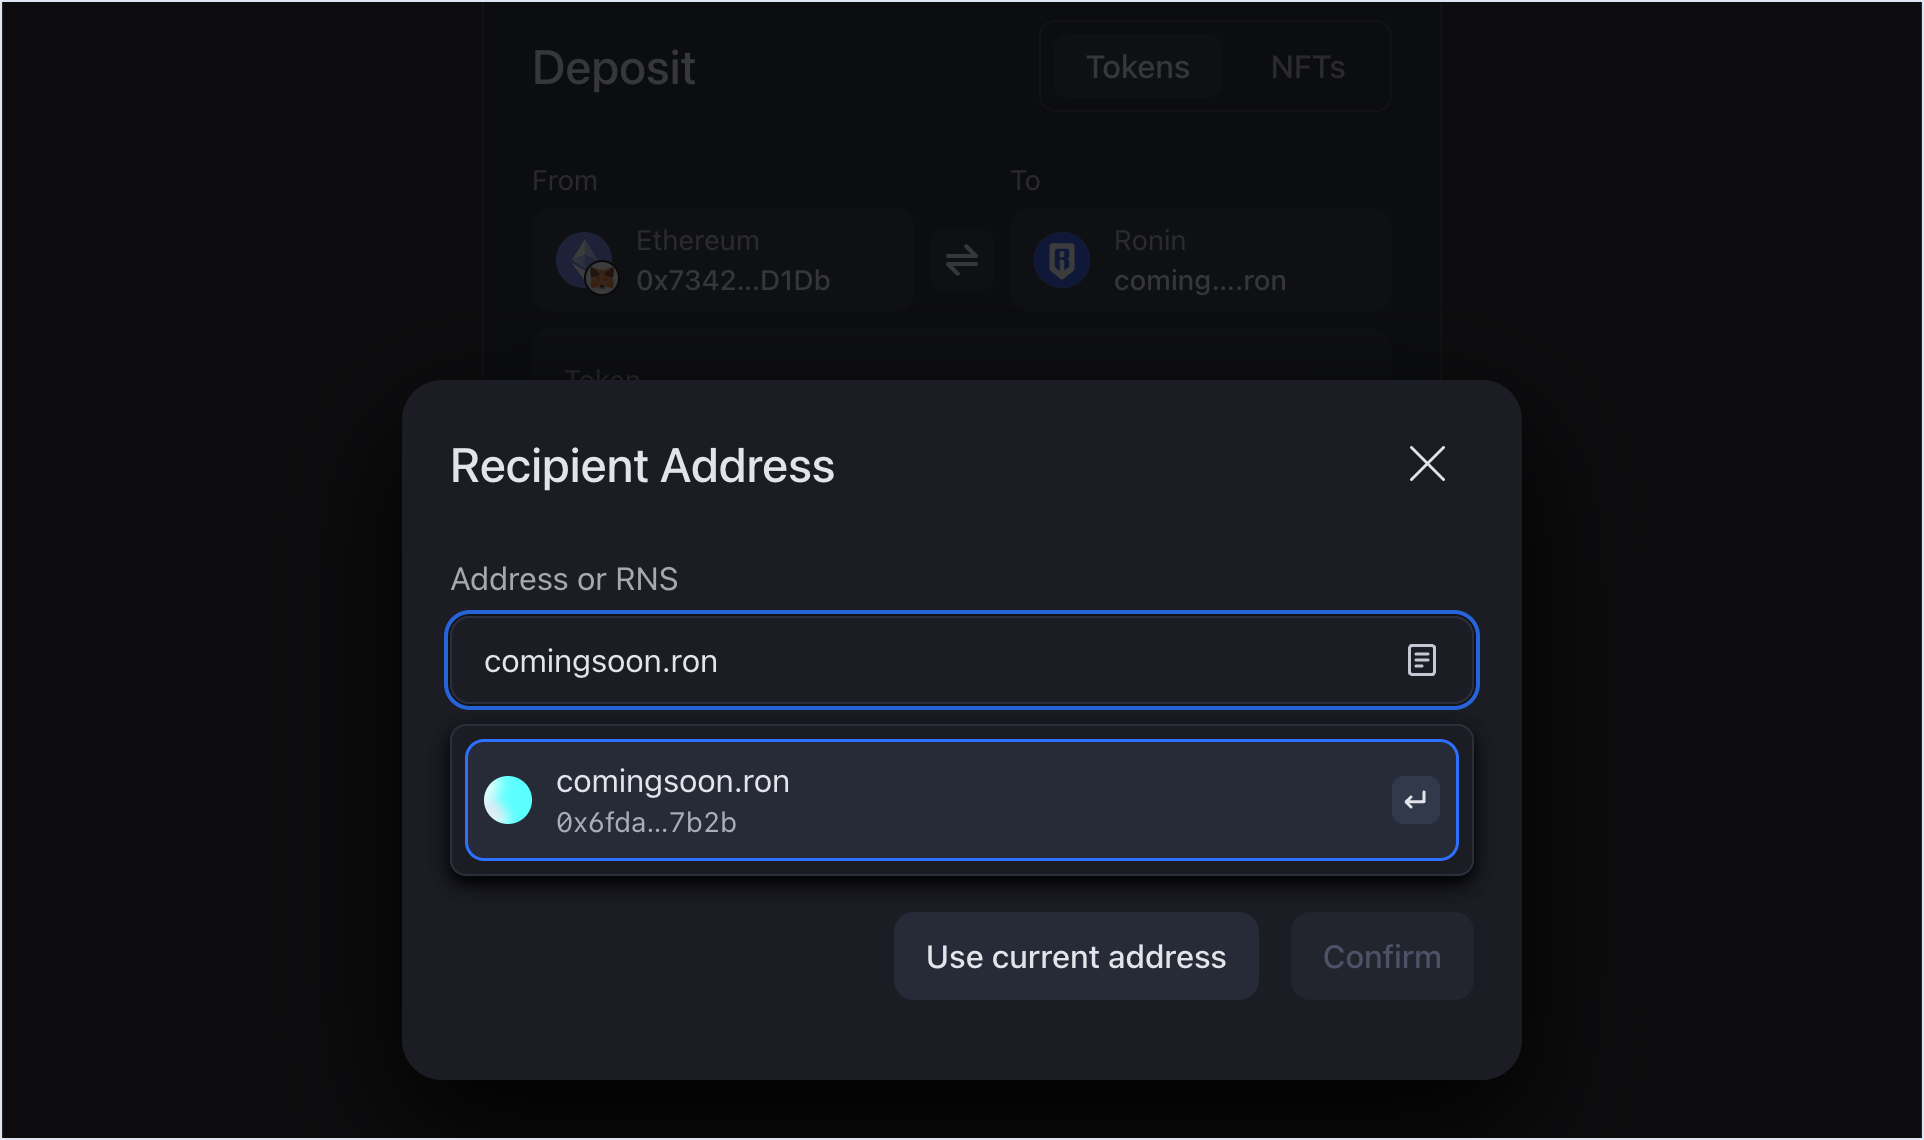 Deposit
Tokens
NFTs
From
To
Ethereum
0x7342...D1Db
Ronin
coming....ron
Token
Recipient Address
Address or RNS
comingsoon.ron
comingsoon.ron
0x6fda...7b2b
Use current address
Confirm